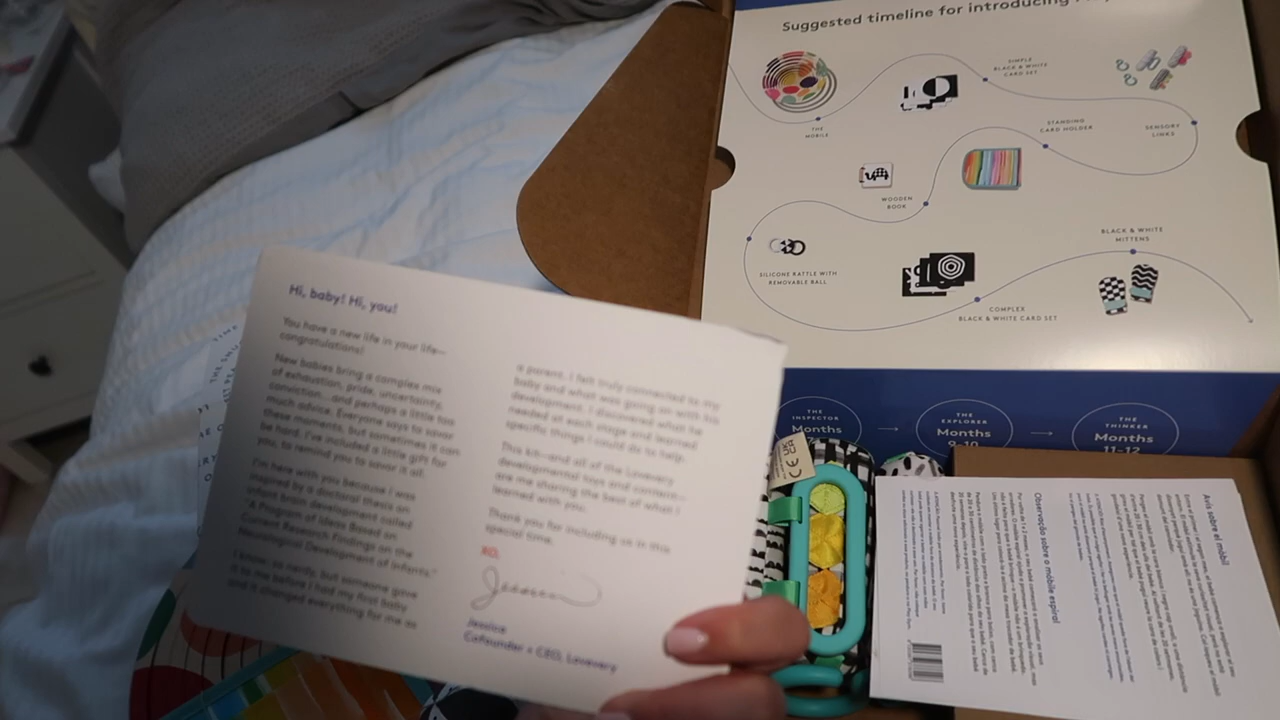 Suggested timeline for introducing
THE
MOBILE
SIMPLE
BLACK & WHITE
CARD SET
SENSORY
LINKS
STANDING
CARD HOLDER
WOODEN
BOOK
SILICONE RATTLE WITH
REMOVABLE BALL
COMPLEX
BLACK & WHITE CARD SET
BLACK & WHITE
MITTENS
THE
INSPECTOR
Months
THE
EXPLORER
Months
9-10
THE
THINKER
Months
11-12
Hi, baby! Hi, you!
You have a new life in your life—
congratulations!
New babies bring a complex mix
of exhaustion, pride, uncertainty,
conviction...and perhaps a little too
much advice. Everyone says to savor
these moments, but sometimes it can
be hard. I've included a little gift for
you, to remind you to savor it all.
I'm here with you because I was
inspired by a doctoral thesis on
infant brain development called
"A Program of Ideas Based on
Current Research Findings on the
Neurological Development of Infants."
I know, so nerdy, but someone gave
it to me before I had my first baby
and it changed everything for me as
a parent. I felt truly connected to my
baby and what was going on with his
development. I discovered what he
needed at each stage and learned
specific things I could do to help.
This kit—and all of the Lovevery
developmental toys and content—
are me sharing the best of what I
learned with you.
Thank you for including us in this
special time.
XO,
Jessica
Jessica
Cofounder + CEO, Lovevery
CE
UK CA
Avis sobre el mòbil
Observação sobre o mobile espiral